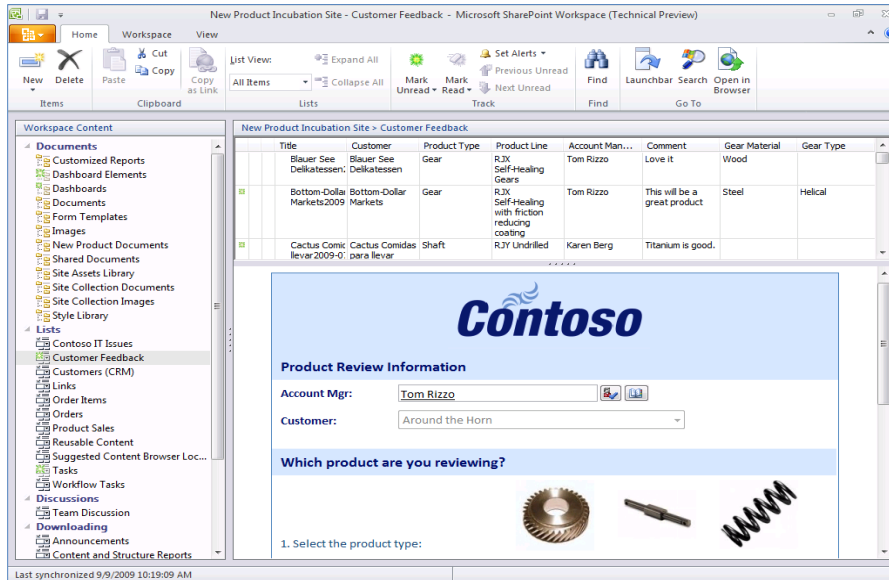 New Product Incubation Site - Customer Feedback - Microsoft SharePoint Workspace (Technical Preview)
Home Workspace View
New
Delete
Paste
Cut
Copy
Copy as Link
List View:
All Items
Expand All
Collapse All
Mark Unread
Mark Read
Set Alerts
Previous Unread
Next Unread
Find
Launchbar
Search
Open in Browser
Items Clipboard Lists Track Find Go To
Workspace Content
Documents
Customized Reports
Dashboard Elements
Dashboards
Documents
Form Templates
Images
New Product Documents
Shared Documents
Site Assets Library
Site Collection Documents
Site Collection Images
Style Library
Lists
Contoso IT Issues
Customer Feedback
Customers (CRM)
Links
Order Items
Orders
Product Sales
Reusable Content
Suggested Content Browser Loc...
Tasks
Workflow Tasks
Discussions
Team Discussion
Downloading
Announcements
Content and Structure Reports
New Product Incubation Site > Customer Feedback
Title Customer Product Type Product Line Account Man... Comment Gear Material Gear Type
Blauer See Blauer See Gear RJX Tom Rizzo Love it Wood
Delikatessen Self-Healing
Gears
Bottom-Dollar Bottom-Dollar Gear RJX Tom Rizzo This will be a Steel Helical
Markets2009 Markets Self-Healing great product
with friction
reducing
coating
Cactus Comic Cactus Comidas Shaft RJY Undrilled Karen Berg Titanium is good.
llevar2009-0 para llevar
Contoso
Product Review Information
Account Mgr: Tom Rizzo
Customer: Around the Horn
Which product are you reviewing?
1. Select the product type:
Last synchronized 9/9/2009 10:19:09 AM